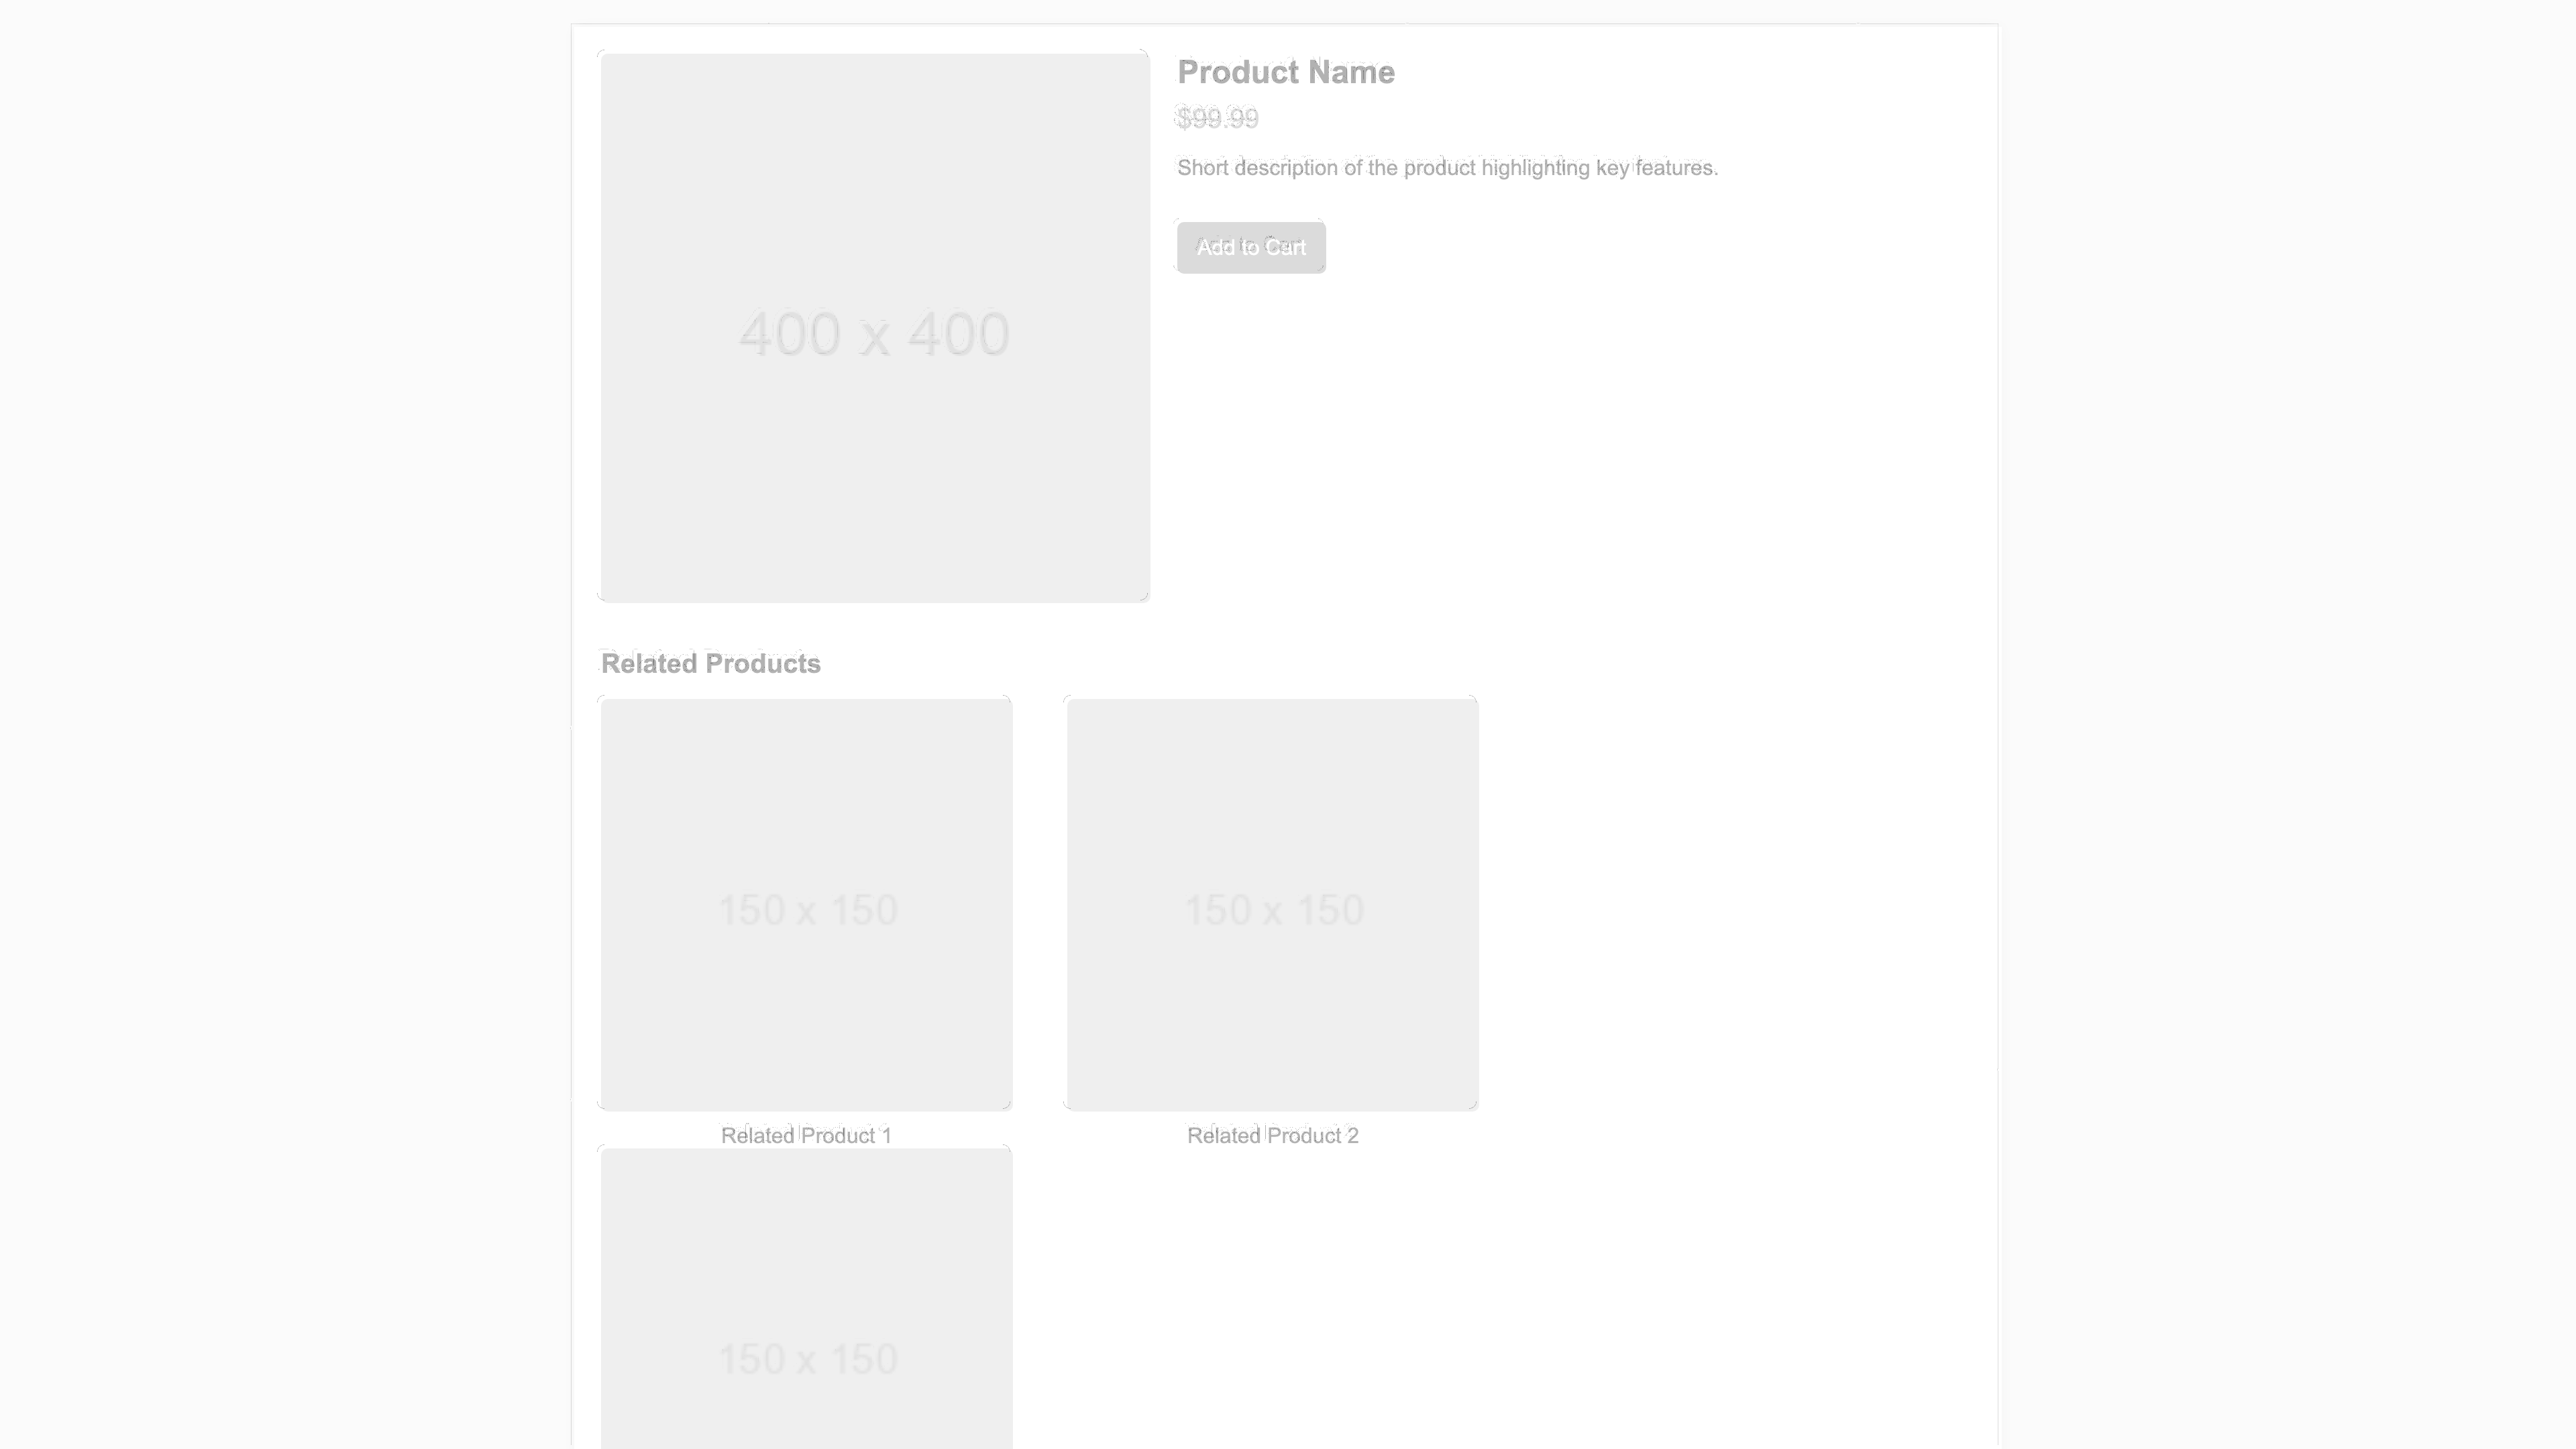 Product Name
$99.99
Short description of the product highlighting key features.
Add to Cart
400 x 400
Related Products
150 x 150
150 x 150
Related Product 1
Related Product 2
150 x 150